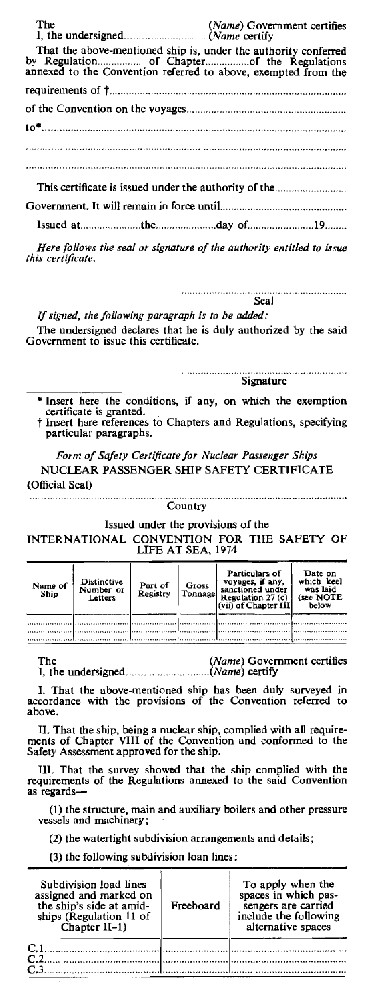 The (Name) Government certifies
I, the undersigned........................ (Name certify
That the above-mentioned ship is, under the authority conferred
by Regulation............... of Chapter...............of the Regulations
annexed to the Convention referred to above, exempted from the
requirements of †...............................................................................
of the Convention on the voyages......................................................
to*....................................................................................................
.........................................................................................................
.........................................................................................................
This certificate is issued under the authority of the.......................
Government. It will remain in force until..........................................
Issued at....................the....................day of......................19.......
Here follows the seal or signature of the authority entitled to issue
this certificate.
.......................................................
Seal
If signed, the following paragraph is to be added:
The undersigned declares that he is duly authorized by the said
Government to issue this certificate.
.......................................................
Signature
* Insert here the conditions, if any, on which the exemption
certificate is granted.
† Insert here references to Chapters and Regulations, specifying
particular paragraphs.
Form of Safety Certificate for Nuclear Passenger Ships
NUCLEAR PASSENGER SHIP SAFETY CERTIFICATE
(Official Seal)
.........................................................................................................
Country
Issued under the provisions of the
INTERNATIONAL CONVENTION FOR THE SAFETY OF
LIFE AT SEA, 1974
Name of
Ship
Distinctive
Number or
Letters
Port of
Registry
Gross
Tonnage
Particulars of
voyages, if any,
sanctioned under
Regulation 27 (c)
(vii) of Chapter III
Date on
which keel
was laid
(see NOTE
below
The (Name) Government certifies
I, the undersigned............................(Name) certify
I. That the above-mentioned ship has been duly surveyed in
accordance with the provisions of the Convention referred to
above.
II. That the ship, being a nuclear ship, complied with all require-
ments of Chapter VIII of the Convention and conformed to the
Safety Assessment approved for the ship.
III. That the survey showed that the ship complied with the
requirements of the Regulations annexed to the said Convention
as regards—
(1) the structure, main and auxiliary boilers and other pressure
vessels and machinery;
(2) the watertight subdivision arrangements and details;
(3) the following subdivision loan lines:
Subdivision load lines
assigned and marked on
the ship's side at amid-
ships (Regulation 11 of
Chapter II-1)
Freeboard
To apply when the
spaces in which pas-
sengers are carried
include the following
alternative spaces
C.1....................................
C.2....................................
C.3....................................